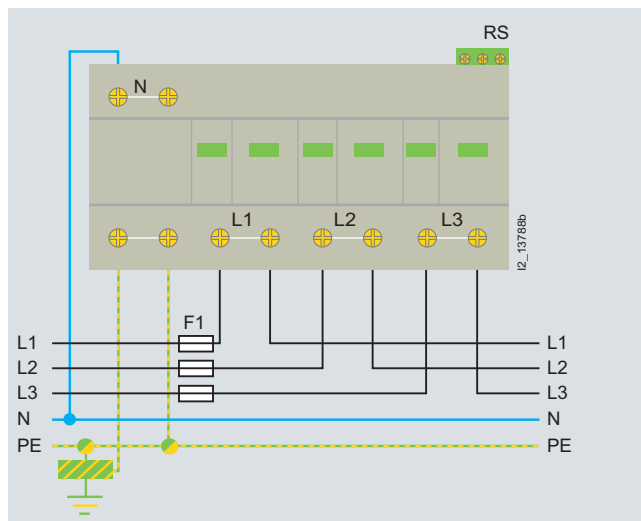 RS
N
L1 L2 L3
I2_13788b
F1
L1 L1
L2 L2
L3 L3
N N
PE PE